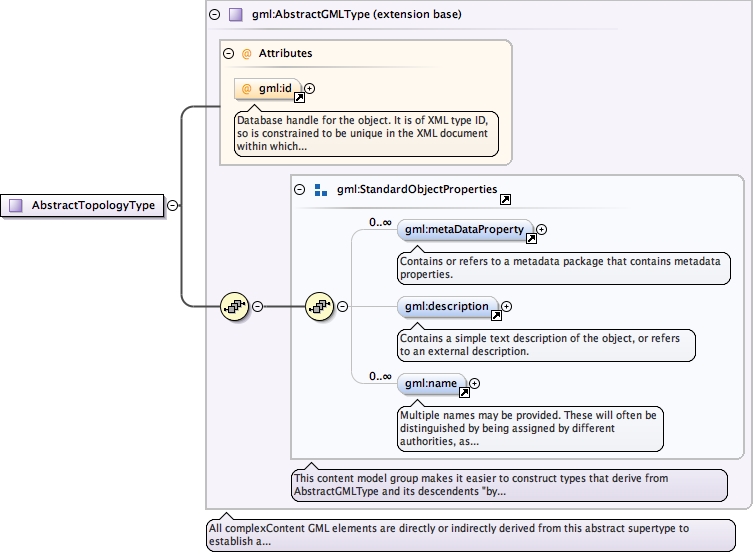 gml:AbstractGMLType (extension base)
@ Attributes
@ gml:id
Database handle for the object. It is of XML type ID,
so is constrained to be unique in the XML document
within which...
AbstractTopologyType
gml:StandardObjectProperties
0..∞
gml:metaDataProperty
Contains or refers to a metadata package that contains metadata
properties.
gml:description
Contains a simple text description of the object, or refers
to an external description.
0..∞
gml:name
Multiple names may be provided. These will often be
distinguished by being assigned by different
authorities, as...
This content model group makes it easier to construct types that derive from
AbstractGMLType and its descendents "by...
All complexContent GML elements are directly or indirectly derived from this abstract supertype to
establish a...